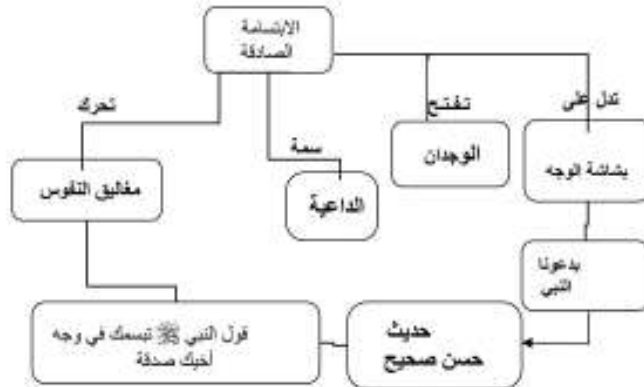 الابتسامة
الصادقة
تدل على
تفتح
سمة
تحرك
بشاشة الوجه
الوجدان
الداعية
مغاليق النفوس
يدعونا
النبي
حديث
حسن صحيح
قول النبي ﷺ تبسمك في وجه
أخيك صدقة